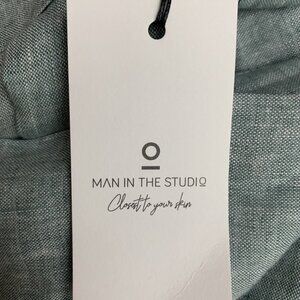 MAN IN THE STUDIO
Closest to your skin